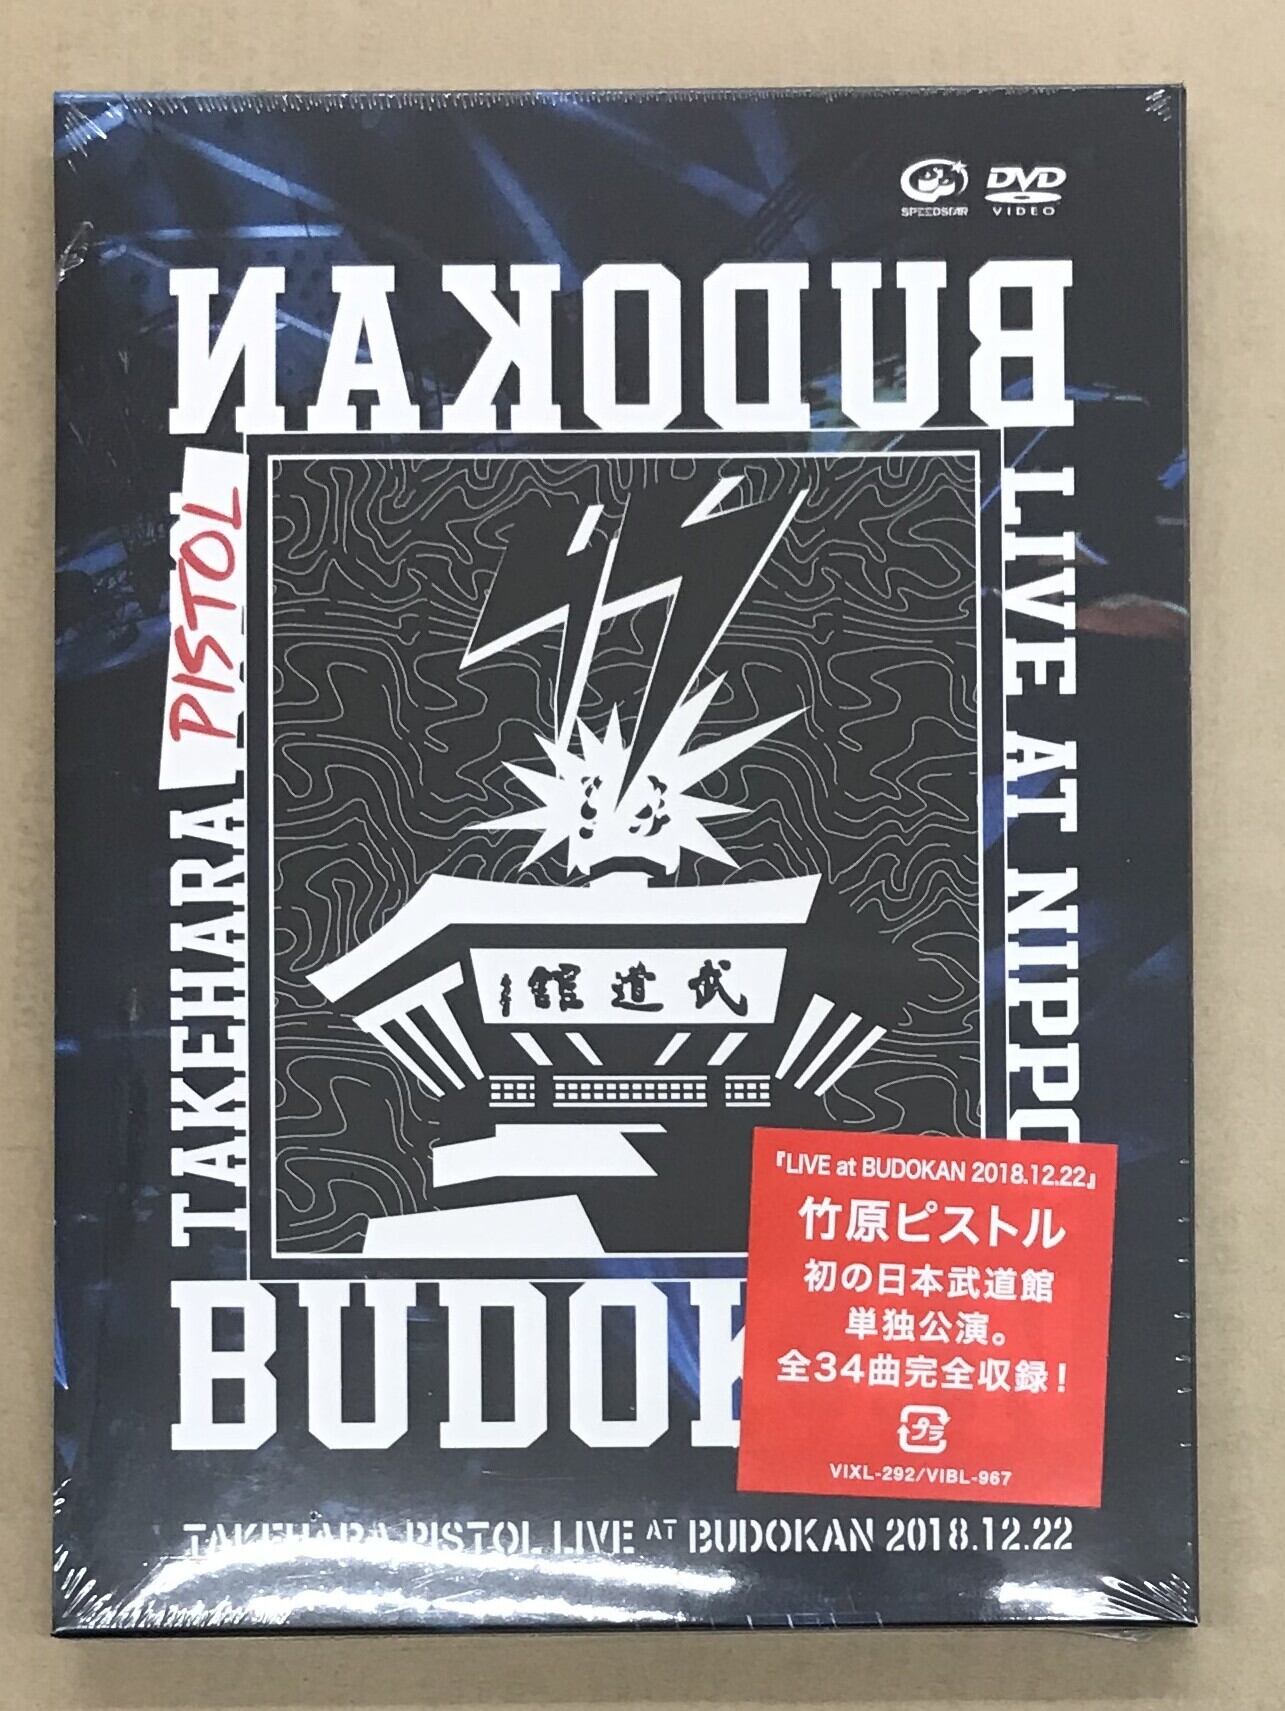 SPEEDSTAR
DVD
VIDEO
BUDOKAN
TAKEHARA PISTOL
LIVE AT NIPPO
武道館
『LIVE at BUDOKAN 2018.12.22』
竹原ピストル
初の日本武道館
単独公演。
全34曲完全収録!
プラ
VIXL-292/VIBL-967
BUDOK
TAKEHARA PISTOL LIVE AT BUDOKAN 2018.12.22